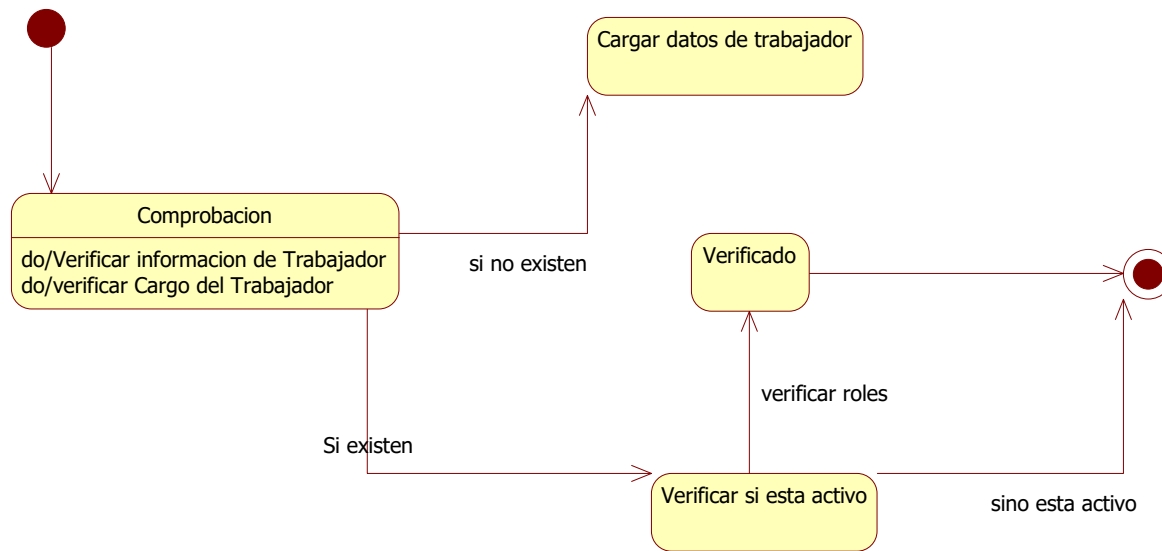 Cargar datos de trabajador
Comprobacion
do/Verificar informacion de Trabajador
do/verificar Cargo del Trabajador
si no existen
Verificado
verificar roles
Si existen
Verificar si esta activo
sino esta activo